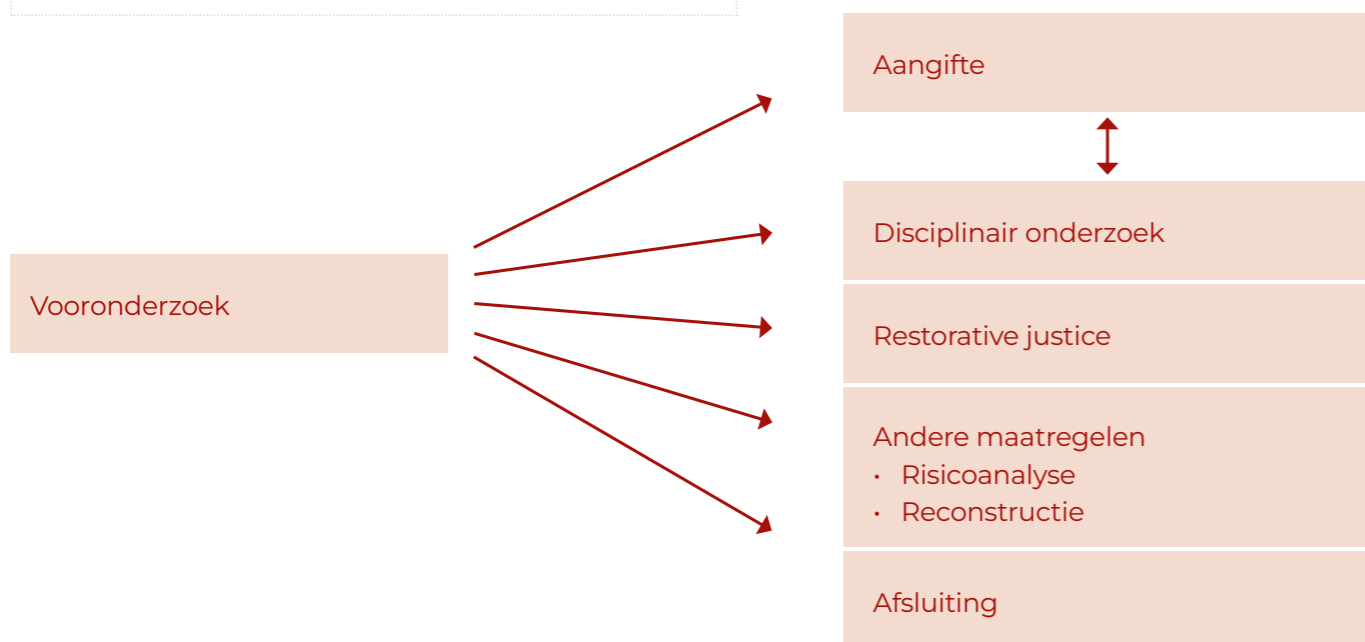 Aangifte
Disciplinair onderzoek
Vooronderzoek
Restorative justice
Andere maatregelen
• Risicoanalyse
• Reconstructie
Afsluiting